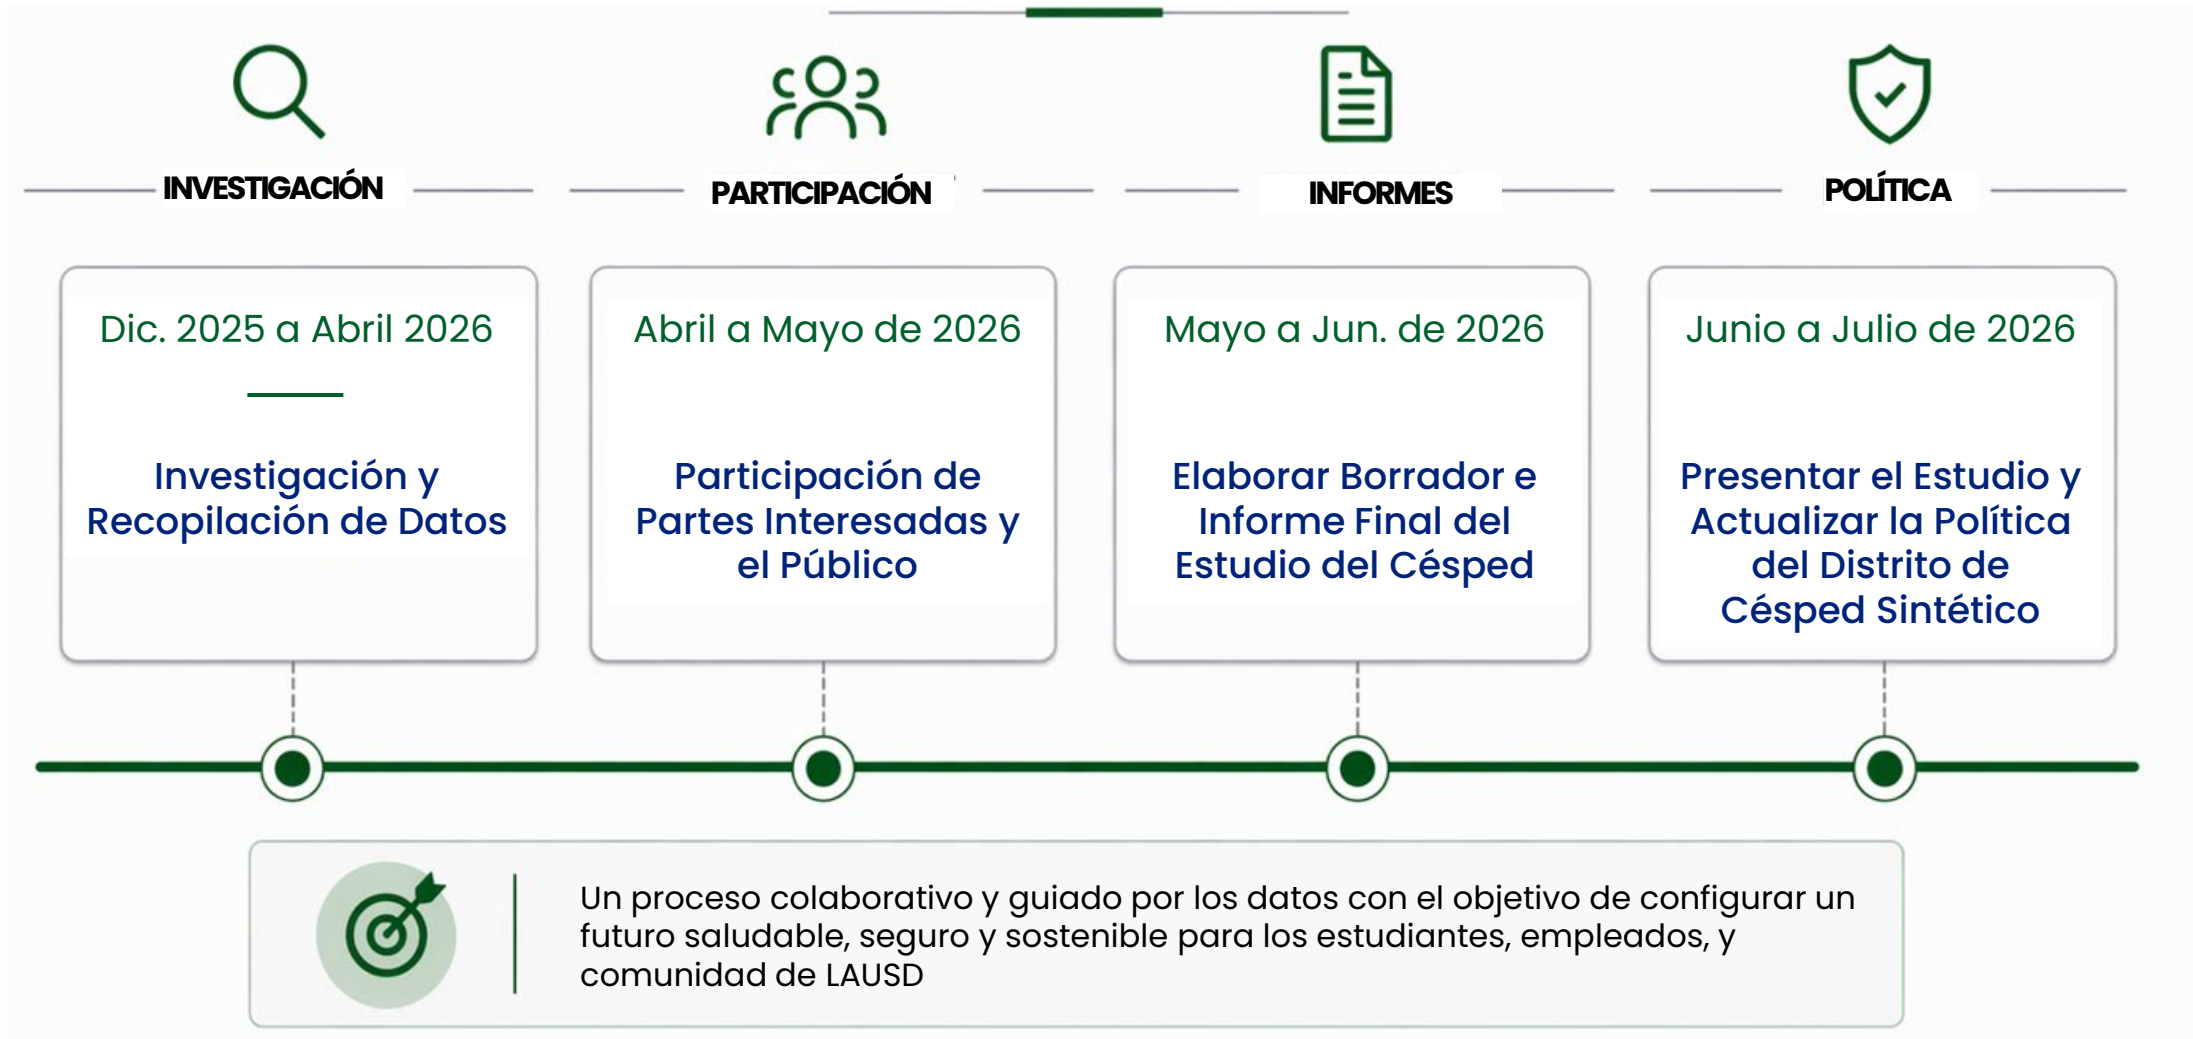 INVESTIGACIÓN
PARTICIPACIÓN
INFORMES
POLÍTICA
Dic. 2025 a Abril 2026
Investigación y
Recopilación de Datos
Abril a Mayo de 2026
Participación de
Partes Interesadas y
el Público
Mayo a Jun. de 2026
Elaborar Borrador e
Informe Final del
Estudio del Césped
Junio a Julio de 2026
Presentar el Estudio y
Actualizar la Política
del Distrito de
Césped Sintético
Un proceso colaborativo y guiado por los datos con el objetivo de configurar un
futuro saludable, seguro y sostenible para los estudiantes, empleados, y
comunidad de LAUSD